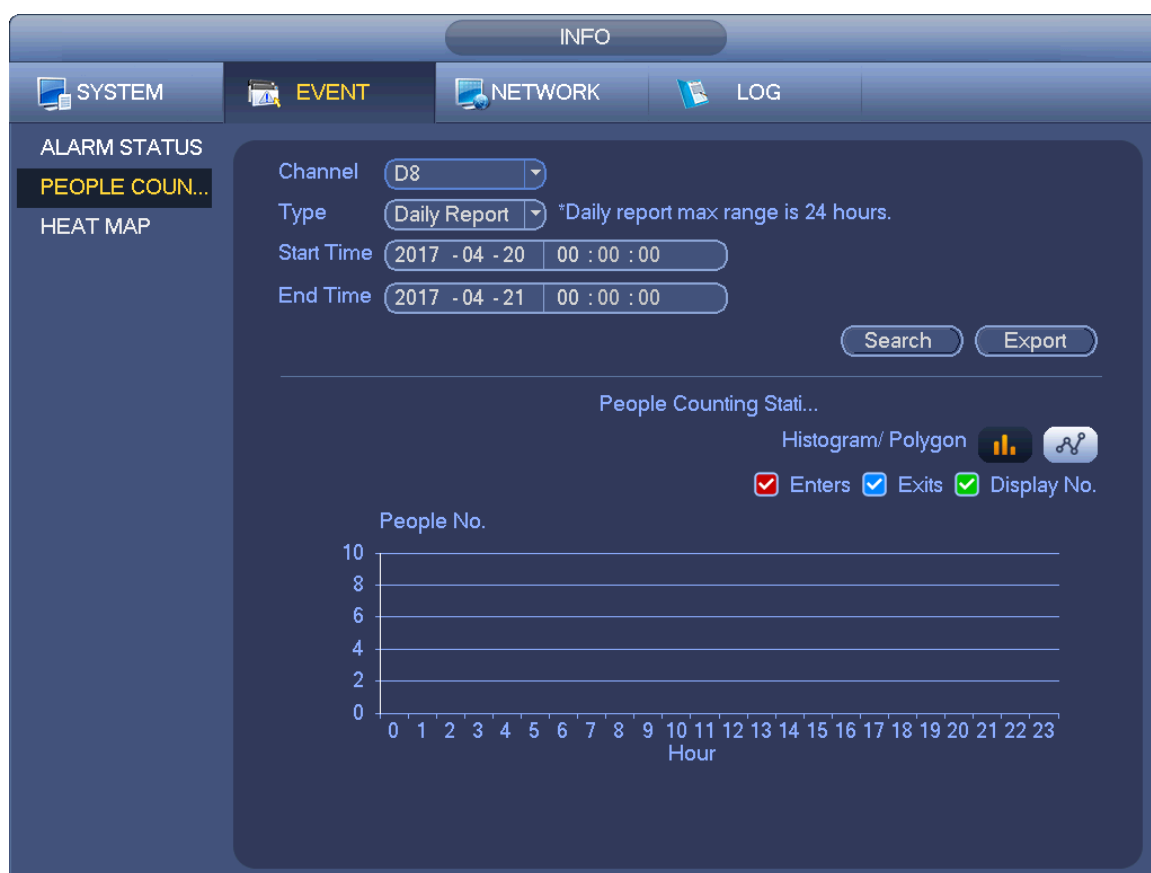 INFO
SYSTEM EVENT NETWORK LOG
ALARM STATUS
PEOPLE COUN...
HEAT MAP
Channel D8
Type Daily Report *Daily report max range is 24 hours.
Start Time 2017 - 04 - 20 00 : 00 : 00
End Time 2017 - 04 - 21 00 : 00 : 00
Search Export
People Counting Stati...
Histogram/ Polygon
Enters Exits Display No.
People No.
10
8
6
4
2
0
0 1 2 3 4 5 6 7 8 9 10 11 12 13 14 15 16 17 18 19 20 21 22 23
Hour